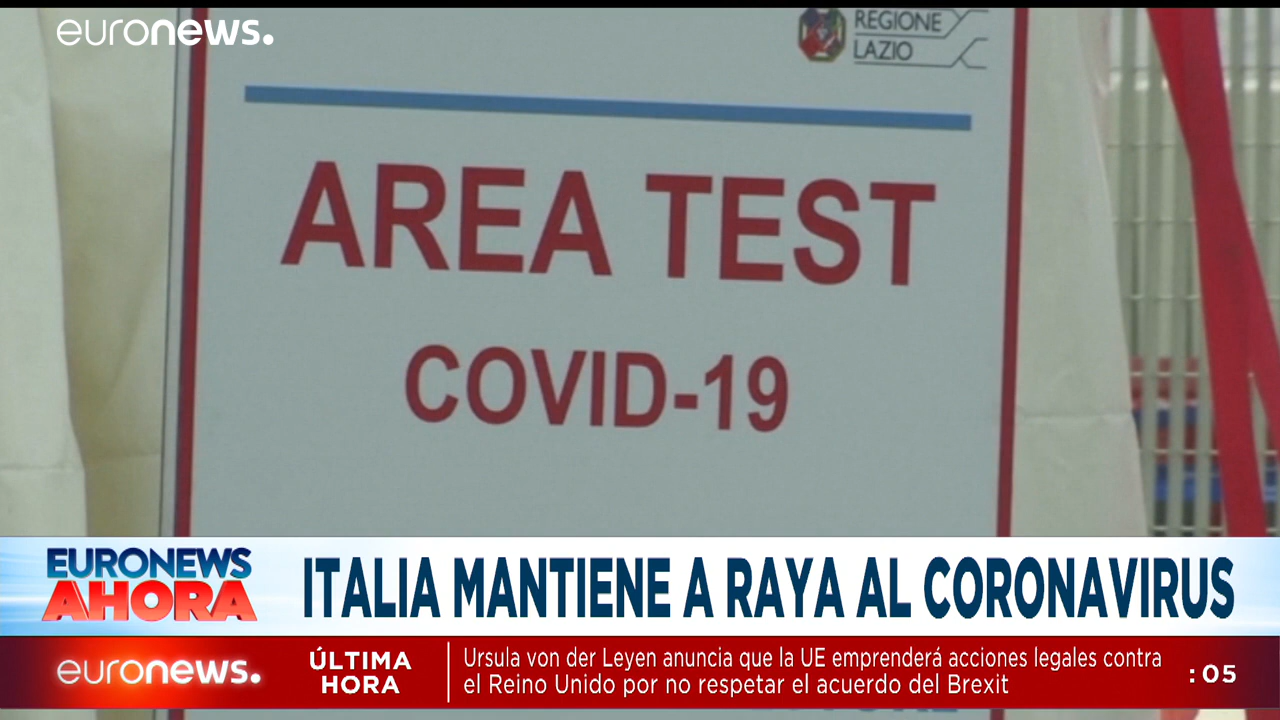 euronews.
REGIONE
LAZIO
AREA TEST
COVID-19
EURONEWS
AHORA
ITALIA MANTIENE A RAYA AL CORONAVIRUS
euronews.
ÚLTIMA
HORA
Ursula von der Leyen anuncia que la UE emprenderá acciones legales contra
el Reino Unido por no respetar el acuerdo del Brexit
:05